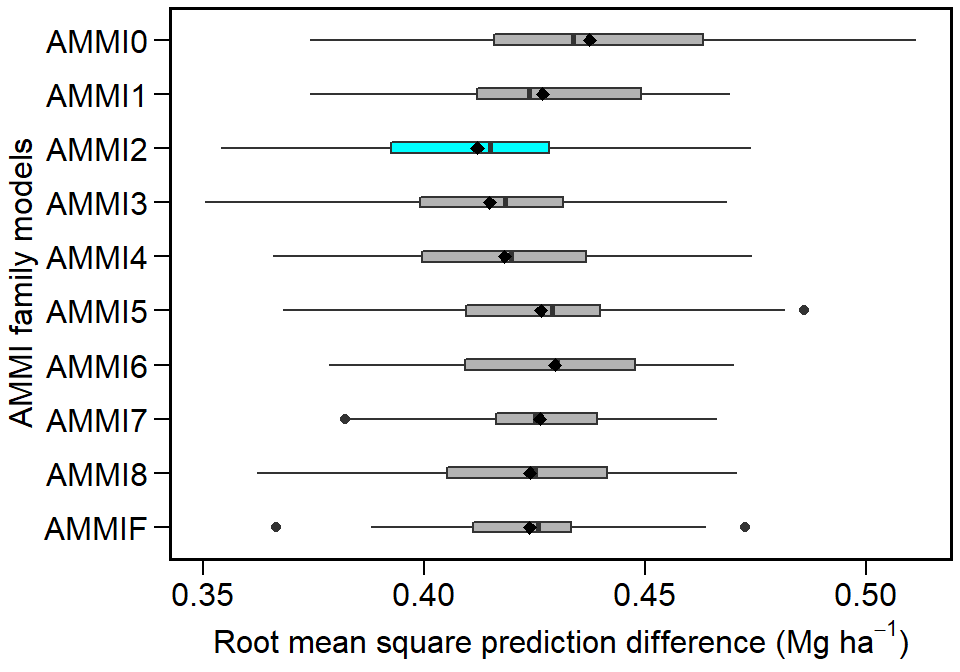 AMMI family models
AMMI0
AMMI1
AMMI2
AMMI3
AMMI4
AMMI5
AMMI6
AMMI7
AMMI8
AMMIF
0.35 0.40 0.45 0.50
Root mean square prediction difference (Mg ha⁻¹)